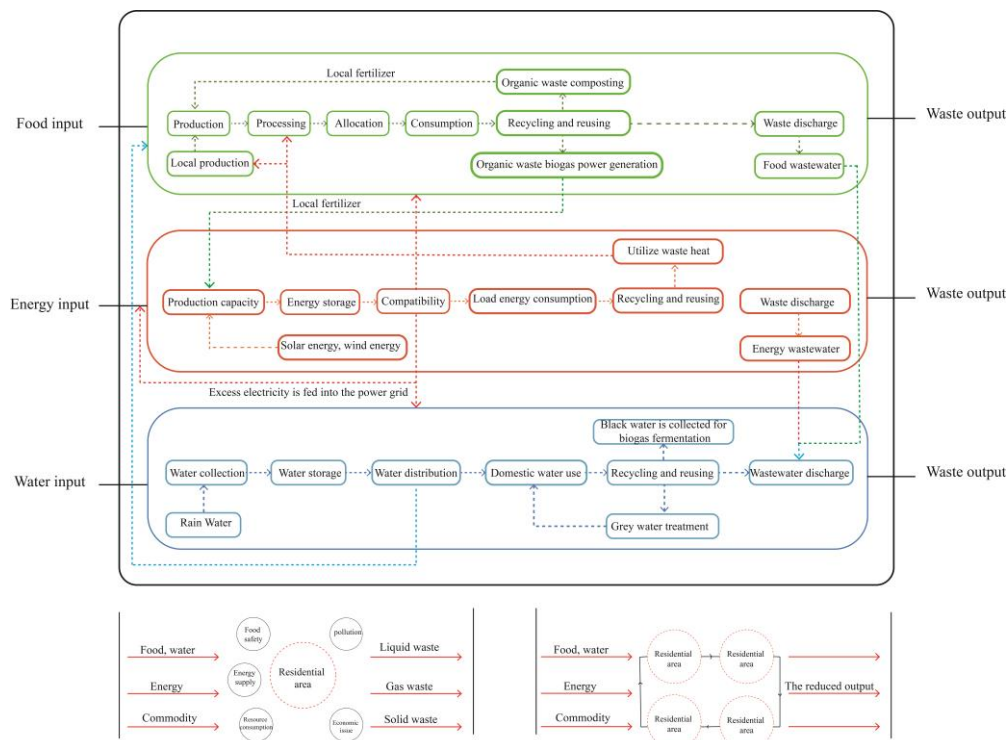 Local fertilizer
Organic waste composting
Food input
Production
Processing
Allocation
Consumption
Recycling and reusing
Waste discharge
Waste output
Local production
Organic waste biogas power generation
Food wastewater
Local fertilizer
Utilize waste heat
Energy input
Production capacity
Energy storage
Compatibility
Load energy consumption
Recycling and reusing
Waste discharge
Waste output
Solar energy, wind energy
Energy wastewater
Excess electricity is fed into the power grid
Black water is collected for
biogas fermentation
Water input
Water collection
Water storage
Water distribution
Domestic water use
Recycling and reusing
Wastewater discharge
Waste output
Rain Water
Grey water treatment
Food, water
Energy
Commodity
Food
safety
pollution
Energy
supply
Residential
area
Resource
consumption
Economic
issue
Liquid waste
Gas waste
Solid waste
Food, water
Energy
Commodity
Residential
area
Residential
area
Residential
area
Residential
area
The reduced output